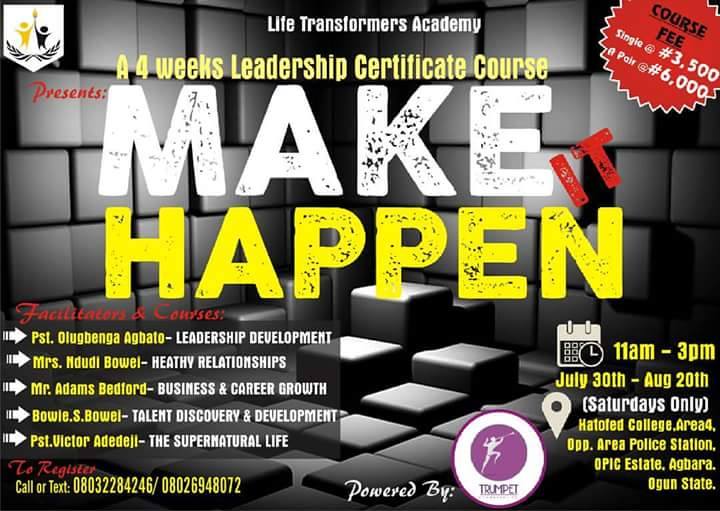 Life Transformers Academy
COURSE
FEE
Single @ #3,500
A Pair @ #6,000
A 4 weeks Leadership Certificate Course
Presents:
MAKE
IT
HAPPEN
Facilitators & Courses:
Pst. Olugbenga Agbato- LEADERSHIP DEVELOPMENT
Mrs. Ndudi Bowei- HEATHY RELATIONSHIPS
Mr. Adams Bedford- BUSINESS & CAREER GROWTH
Bowie.S.Bowei- TALENT DISCOVERY & DEVELOPMENT
Pst.Victor Adedeji- THE SUPERNATURAL LIFE
To Register
Call or Text: 08032284246/ 08026948072
11am - 3pm
July 30th - Aug 20th
(Saturdays Only)
Hatofed College,Area4,
Opp. Area Police Station,
OPIC Estate, Agbara.
Ogun State.
Powered By:
TRUMPET